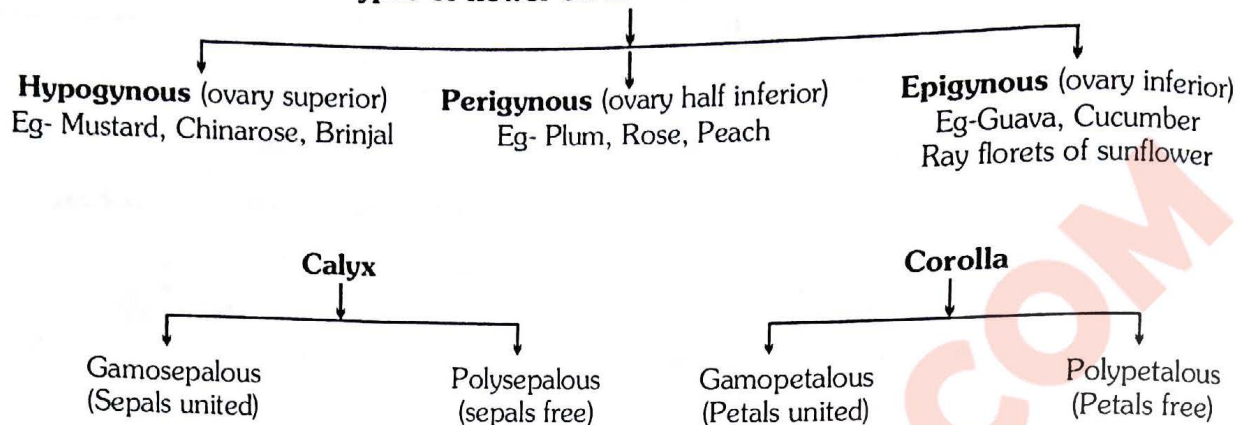 Hypogynous (ovary superior)
Eg- Mustard, Chinarose, Brinjal
Perigynous (ovary half inferior)
Eg- Plum, Rose, Peach
Epigynous (ovary inferior)
Eg-Guava, Cucumber
Ray florets of sunflower
Calyx
Corolla
Gamosepalous
(Sepals united)
Polysepalous
(sepals free)
Gamopetalous
(Petals united)
Polypetalous
(Petals free)
COM